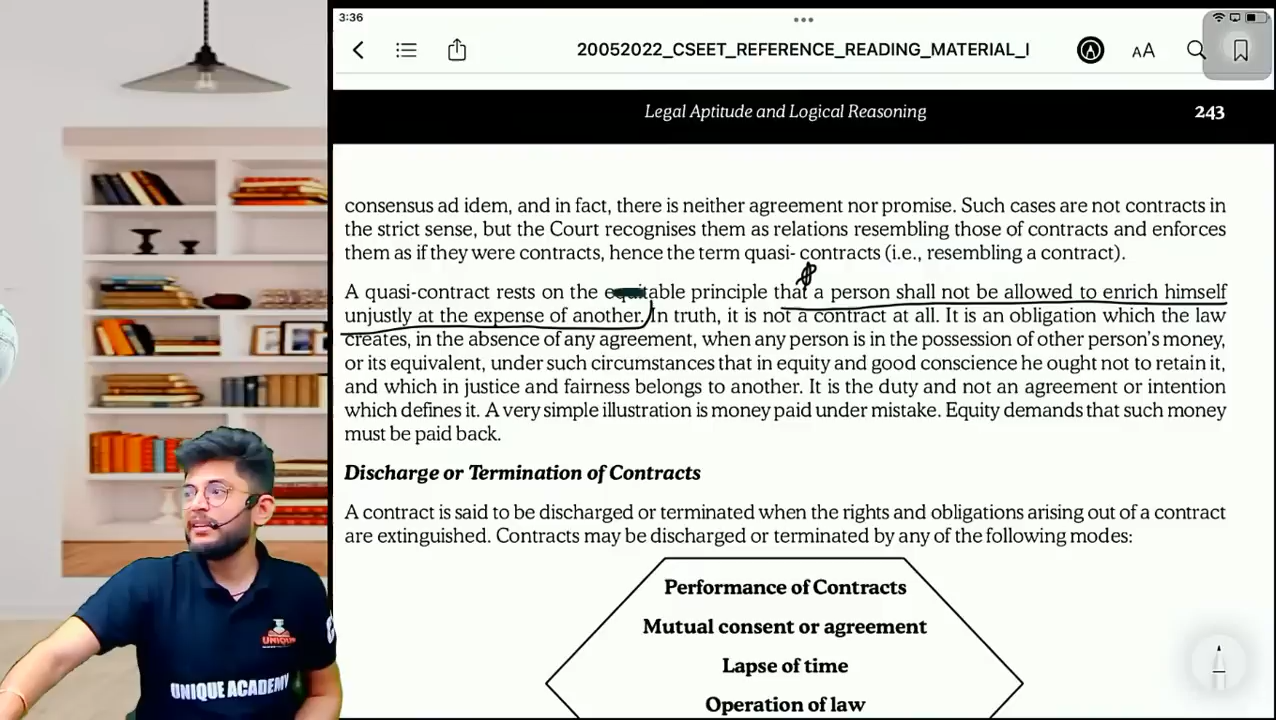 3:36
20052022_CSEET_REFERENCE_READING_MATERIAL_I
AA
Legal Aptitude and Logical Reasoning 243
consensus ad idem, and in fact, there is neither agreement nor promise. Such cases are not contracts in
the strict sense, but the Court recognises them as relations resembling those of contracts and enforces
them as if they were contracts, hence the term quasi- contracts (i.e., resembling a contract).
A quasi-contract rests on the equitable principle that a person shall not be allowed to enrich himself
unjustly at the expense of another. In truth, it is not a contract at all. It is an obligation which the law
creates, in the absence of any agreement, when any person is in the possession of other person's money,
or its equivalent, under such circumstances that in equity and good conscience he ought not to retain it,
and which in justice and fairness belongs to another. It is the duty and not an agreement or intention
which defines it. A very simple illustration is money paid under mistake. Equity demands that such money
must be paid back.
Discharge or Termination of Contracts
A contract is said to be discharged or terminated when the rights and obligations arising out of a contract
are extinguished. Contracts may be discharged or terminated by any of the following modes:
Performance of Contracts
Mutual consent or agreement
Lapse of time
Operation of law
UNIQUE
UNIQUE ACADEMY